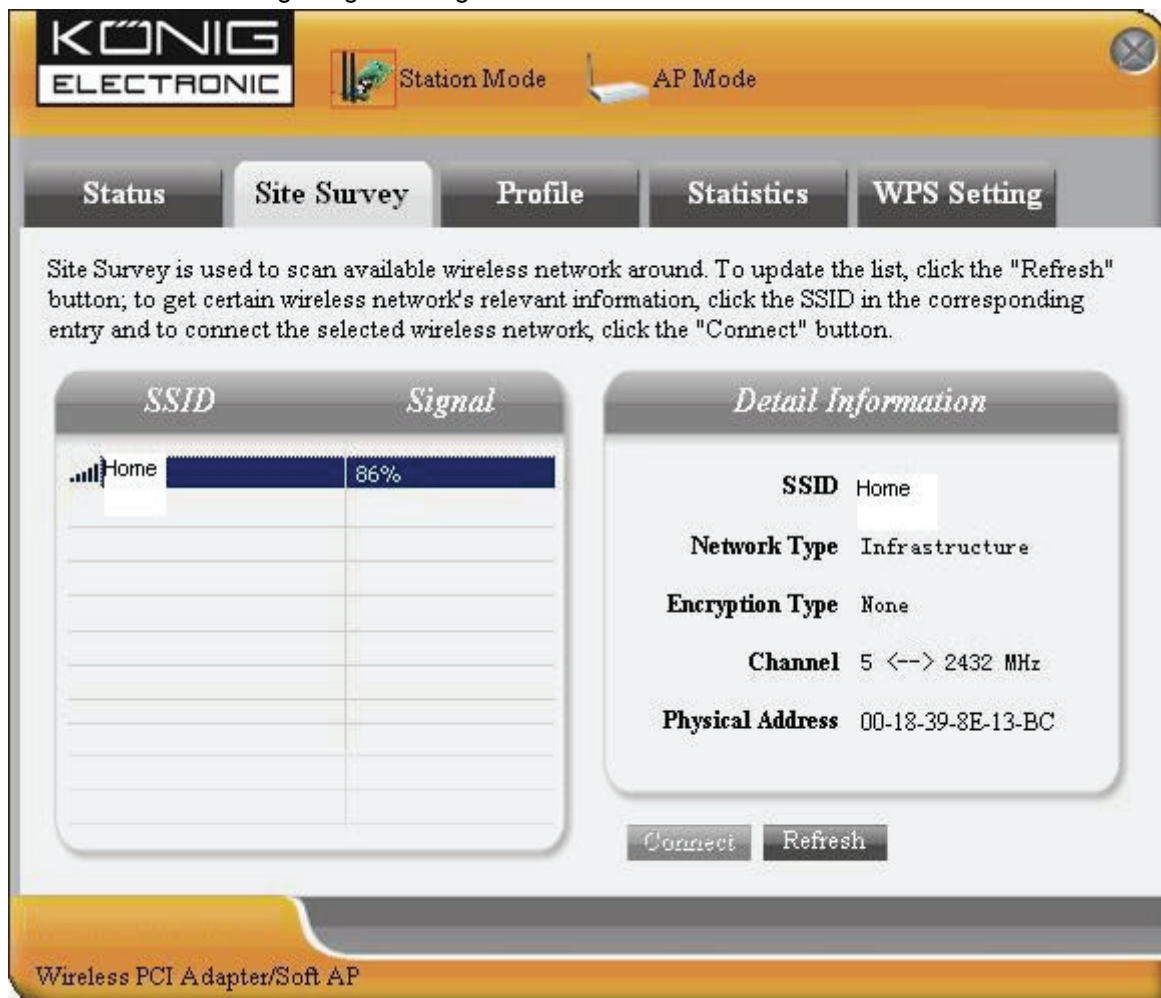 KÖNIG
ELECTRONIC
Station Mode
AP Mode
Status
Site Survey
Profile
Statistics
WPS Setting
Site Survey is used to scan available wireless network around. To update the list, click the "Refresh"
button; to get certain wireless network's relevant information, click the SSID in the corresponding
entry and to connect the selected wireless network, click the "Connect" button.
SSID Signal
Home 86%
Detail Information
SSID Home
Network Type Infrastructure
Encryption Type None
Channel 5 <--> 2432 MHz
Physical Address 00-18-39-8E-13-BC
Connect Refresh
Wireless PCI Adapter/Soft AP